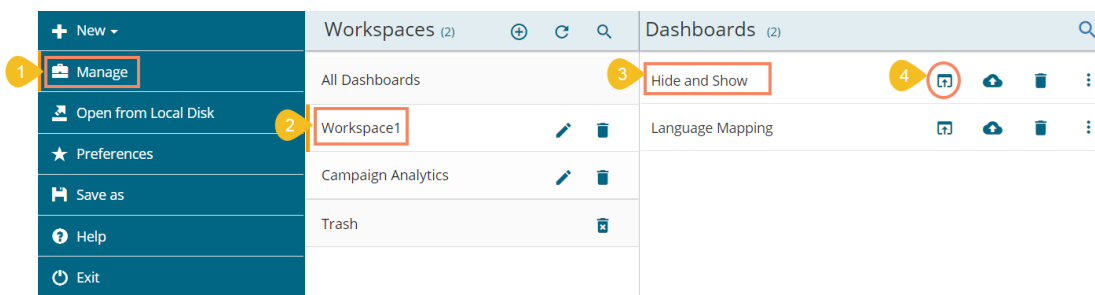 New
Manage
Open from Local Disk
Preferences
Save as
Help
Exit
1
Workspaces (2)
All Dashboards
Workspace1
Campaign Analytics
Trash
2
Dashboards (2)
Hide and Show
Language Mapping
3
4